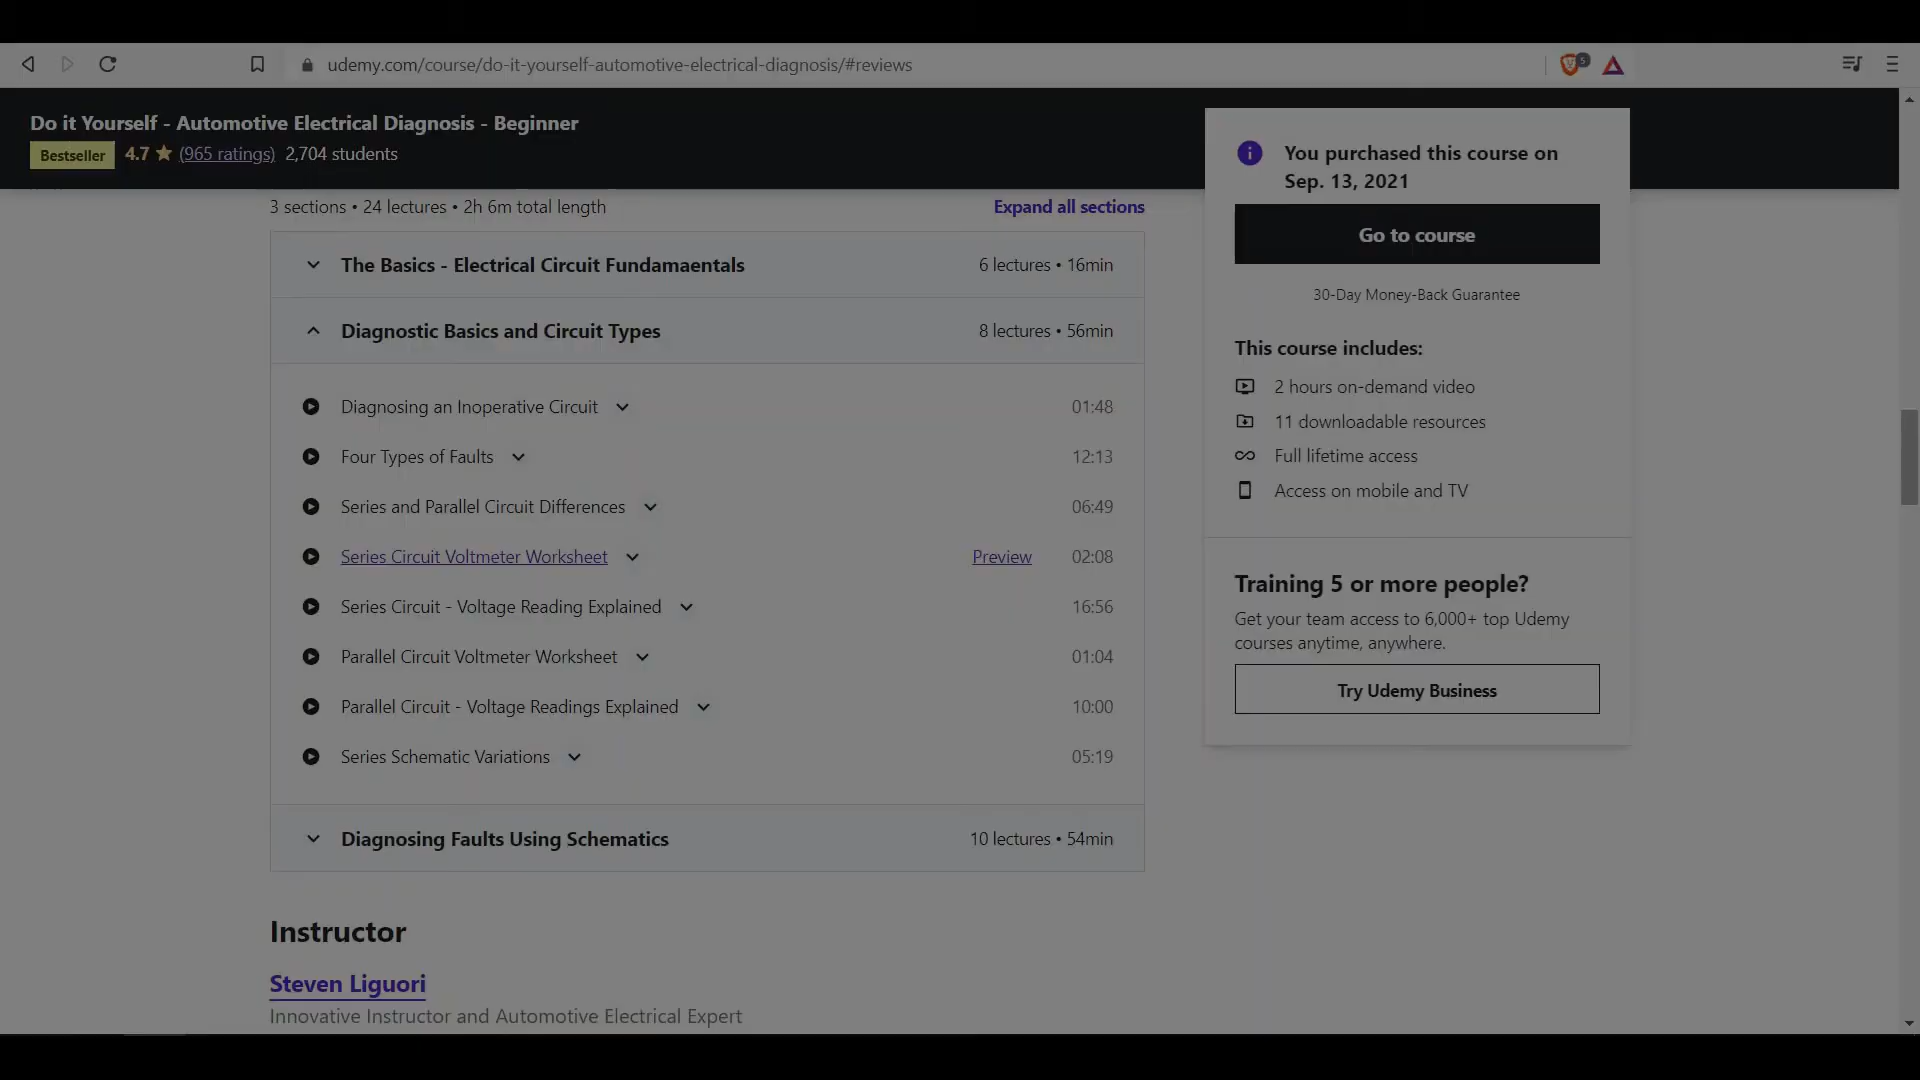 udemy.com/course/do-it-yourself-automotive-electrical-diagnosis/#reviews
5
Do it Yourself - Automotive Electrical Diagnosis - Beginner
Bestseller 4.7 (965 ratings) 2,704 students
3 sections • 24 lectures • 2h 6m total length Expand all sections
The Basics - Electrical Circuit Fundamaentals 6 lectures • 16min
Diagnostic Basics and Circuit Types 8 lectures • 56min
Diagnosing an Inoperative Circuit 01:48
Four Types of Faults 12:13
Series and Parallel Circuit Differences 06:49
Series Circuit Voltmeter Worksheet Preview 02:08
Series Circuit - Voltage Reading Explained 16:56
Parallel Circuit Voltmeter Worksheet 01:04
Parallel Circuit - Voltage Readings Explained 10:00
Series Schematic Variations 05:19
Diagnosing Faults Using Schematics 10 lectures • 54min
Instructor
Steven Liguori
Innovative Instructor and Automotive Electrical Expert
You purchased this course on
Sep. 13, 2021
Go to course
30-Day Money-Back Guarantee
This course includes:
2 hours on-demand video
11 downloadable resources
Full lifetime access
Access on mobile and TV
Training 5 or more people?
Get your team access to 6,000+ top Udemy
courses anytime, anywhere.
Try Udemy Business